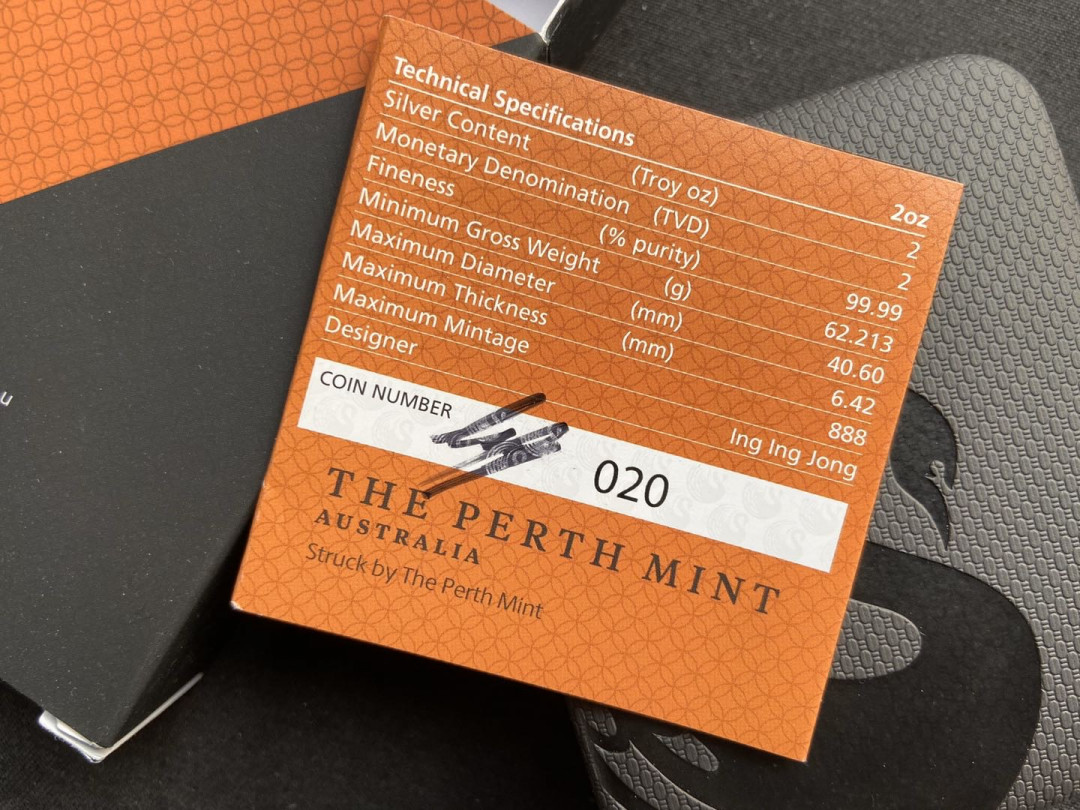 Technical Specifications 2oz
Silver Content (Troy oz) 2
Monetary Denomination (TVD) 2
Fineness (% purity) 99.99
Minimum Gross Weight (g) 62.213
Maximum Diameter (mm) 40.60
Maximum Thickness (mm) 6.42
Maximum Mintage 888
Designer Ing Ing Jong
COIN NUMBER 020
THE PERTH MINT
AUSTRALIA
Struck by The Perth Mint